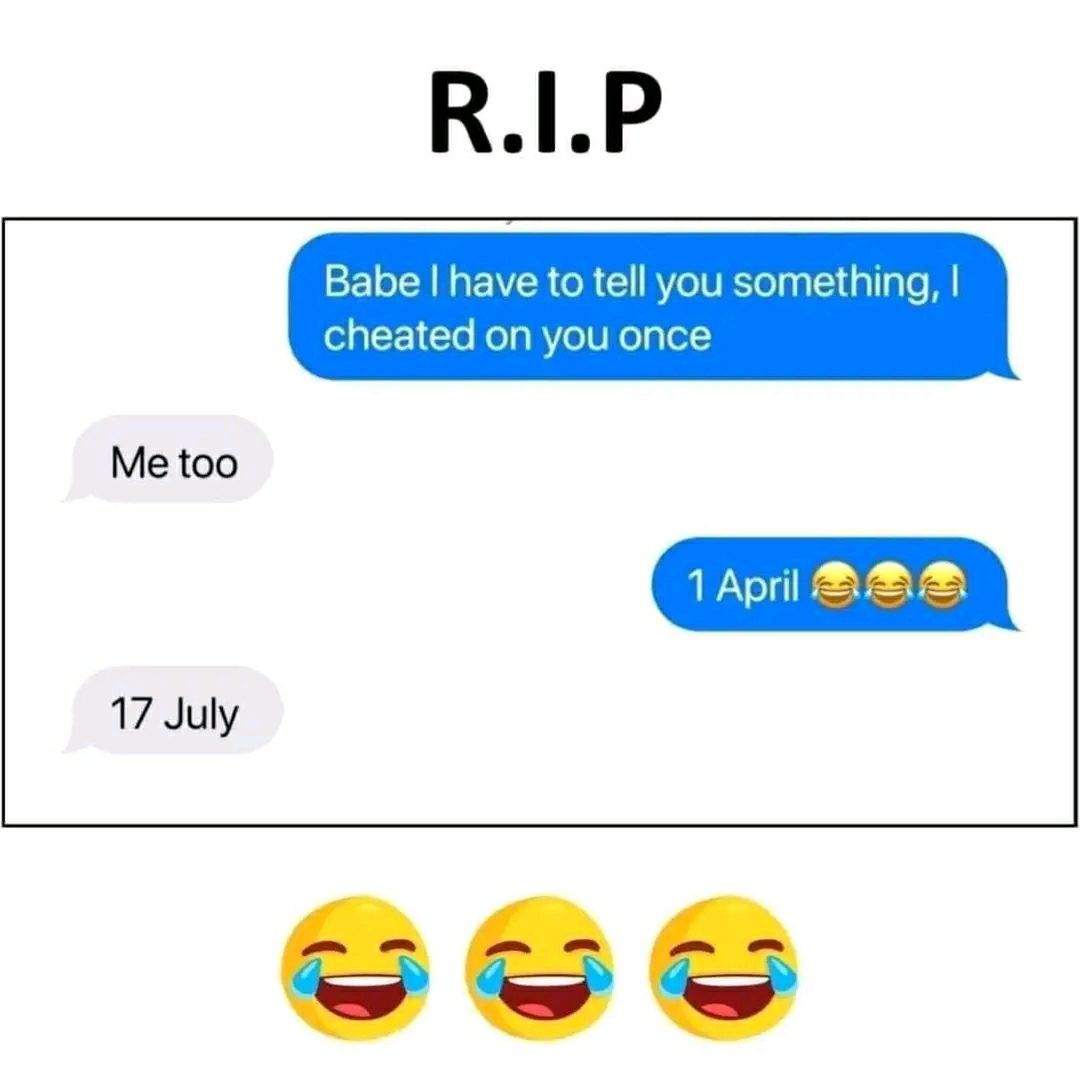 R.I.P
Babe I have to tell you something, I
cheated on you once
Me too
1 April 😂😂😂
17 July